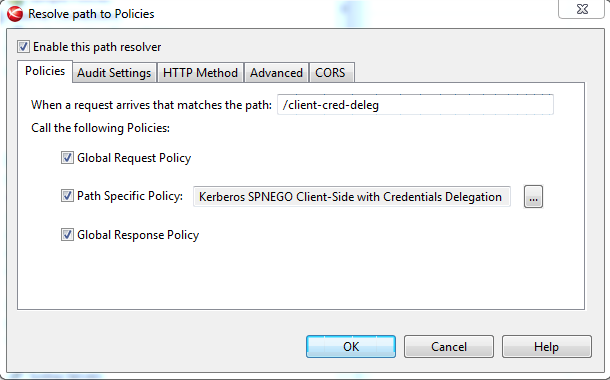 Resolve path to Policies
Enable this path resolver
Policies Audit Settings HTTP Method Advanced CORS
When a request arrives that matches the path: /client-cred-deleg
Call the following Policies:
Global Request Policy
Path Specific Policy: Kerberos SPNEGO Client-Side with Credentials Delegation ...
Global Response Policy
OK Cancel Help